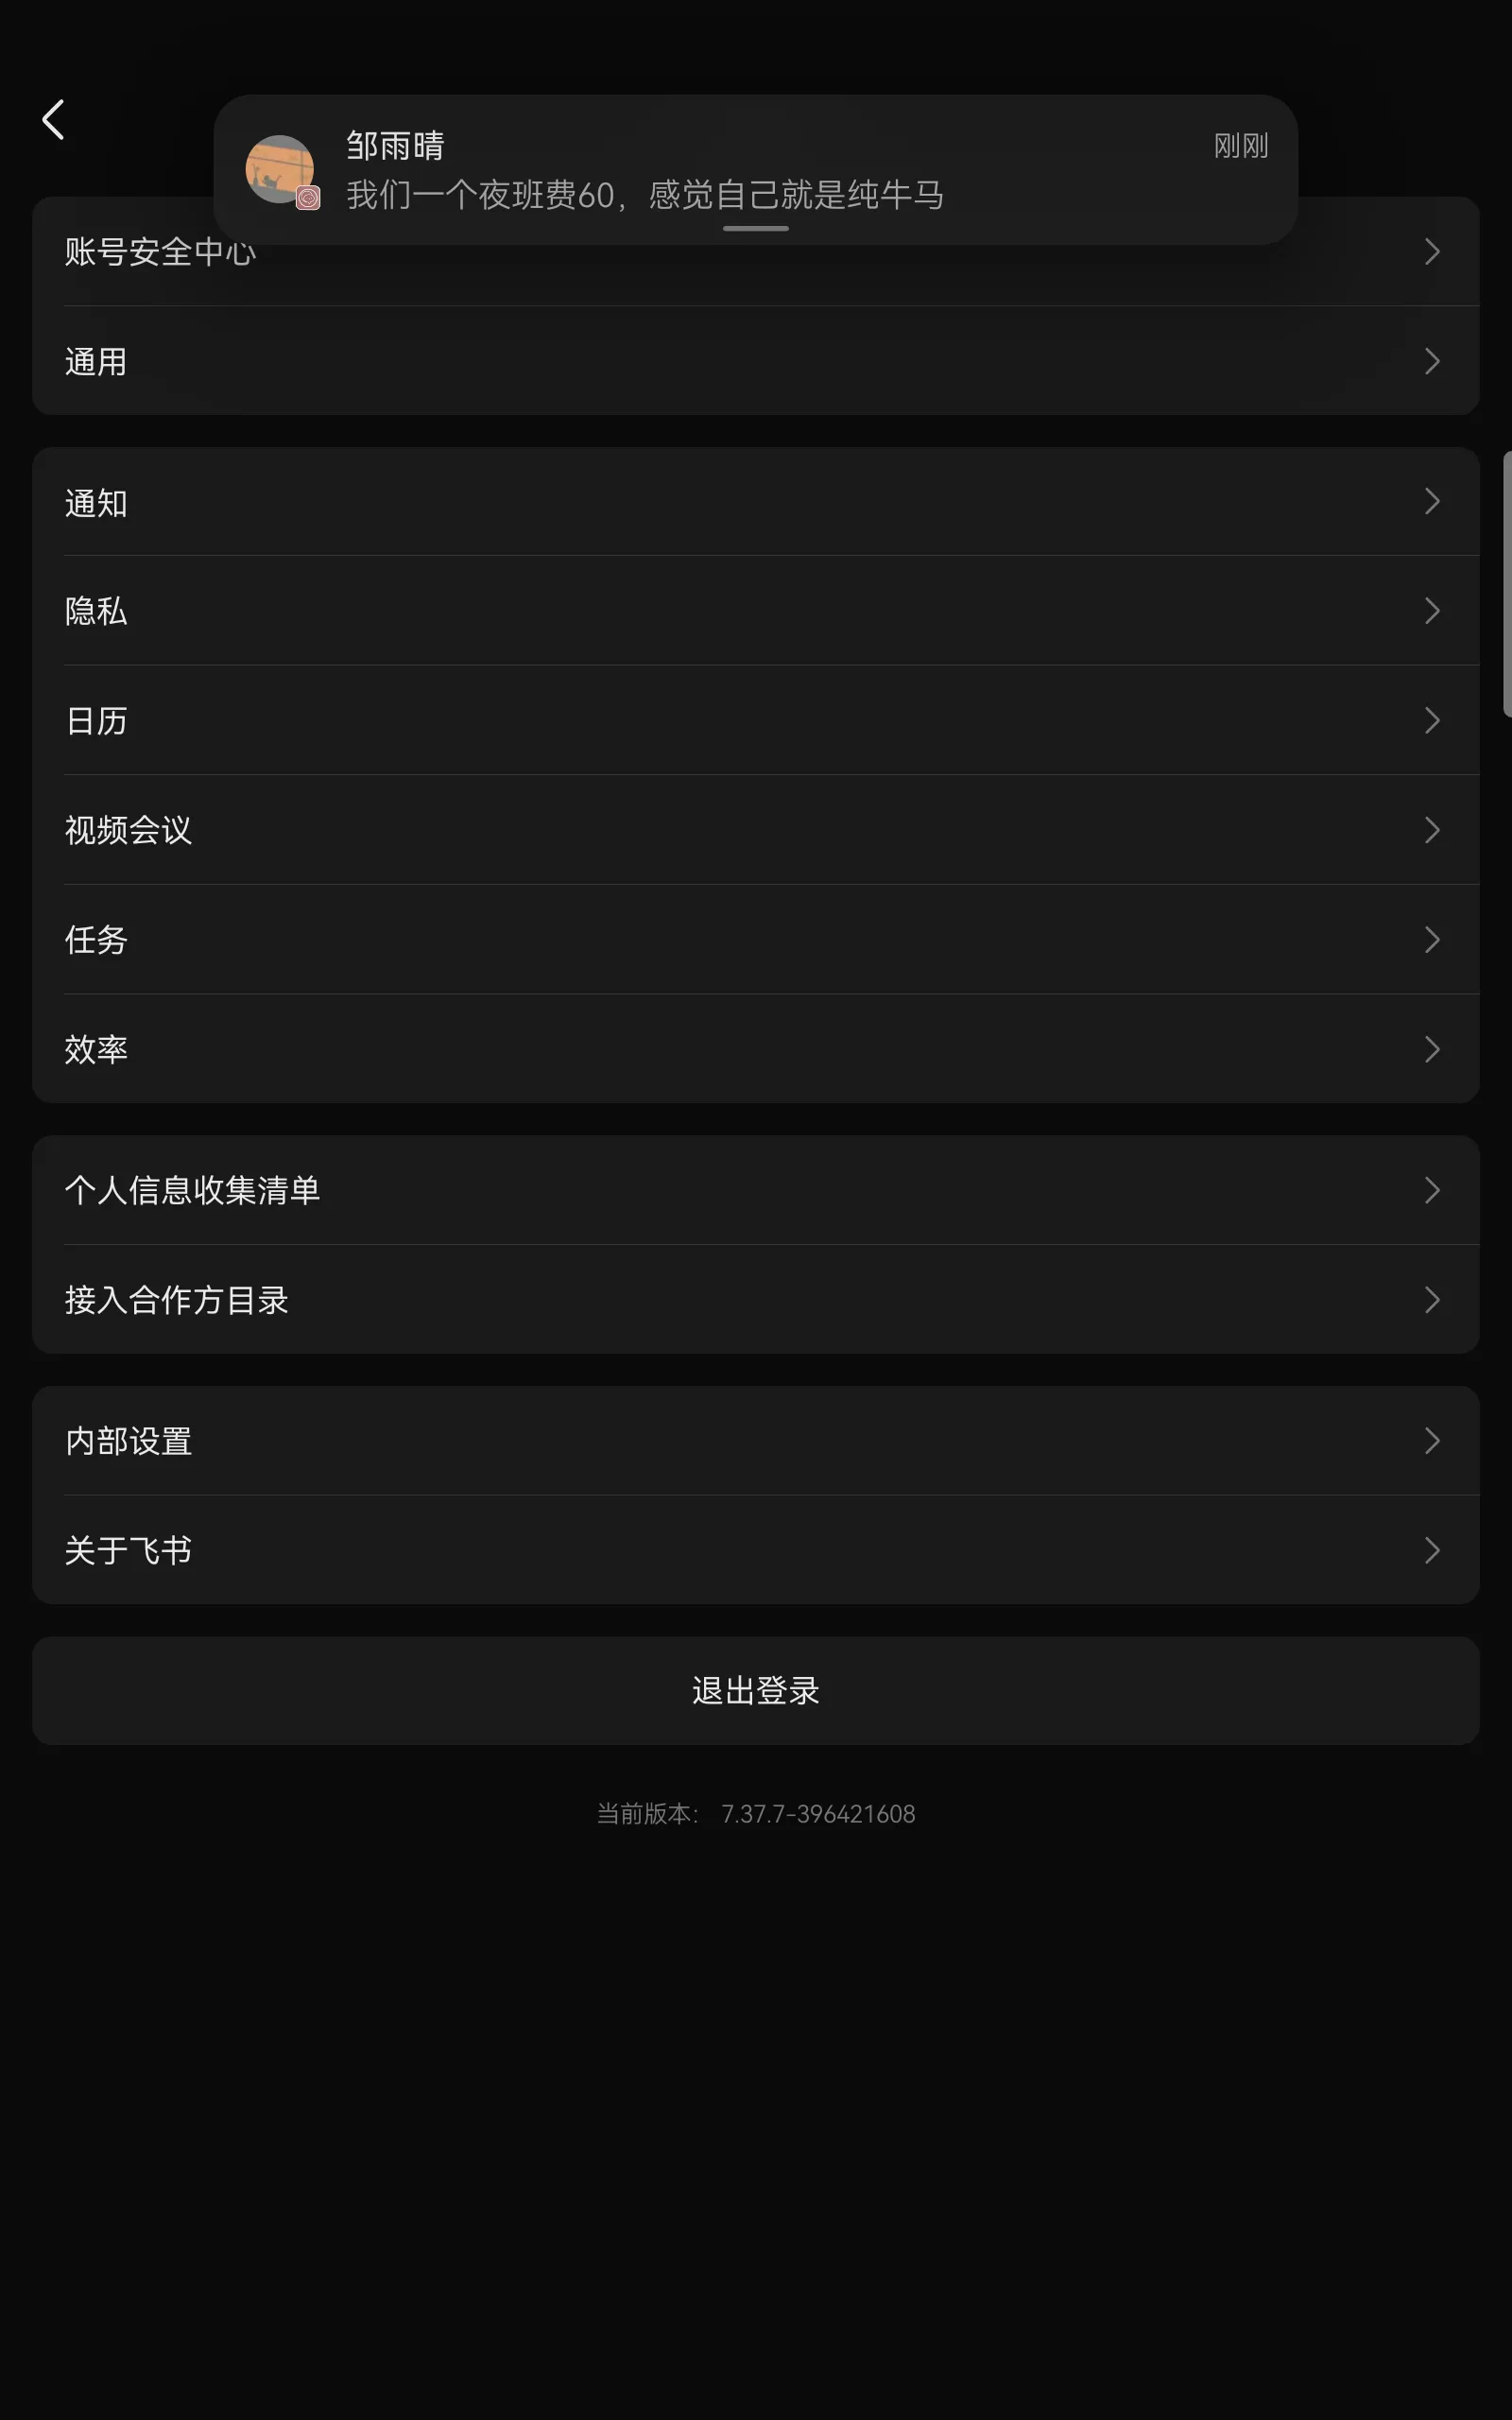 邹雨晴
刚刚
我们一个夜班费60，感觉自己就是纯牛马
账号安全中心
通用
通知
隐私
日历
视频会议
任务
效率
个人信息收集清单
接入合作方目录
内部设置
关于飞书
退出登录
当前版本： 7.37.7-396421608